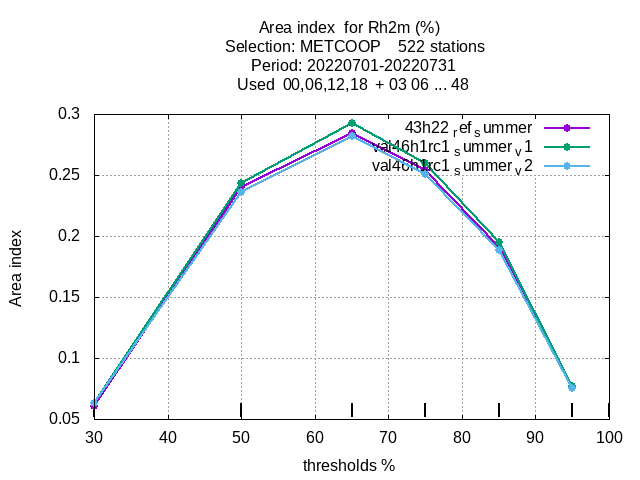 Area index for Rh2m (%)
Selection: METCOOP 522 stations
Period: 20220701-20220731
Used 00,06,12,18 + 03 06 ... 48
0.3
43h22 ref summer
val46h1rc1 summer v1
val46h1rc1 summer v2
0.25
0.2
0.15
0.1
0.05
Area index
30 40 50 60 70 80 90 100
thresholds %